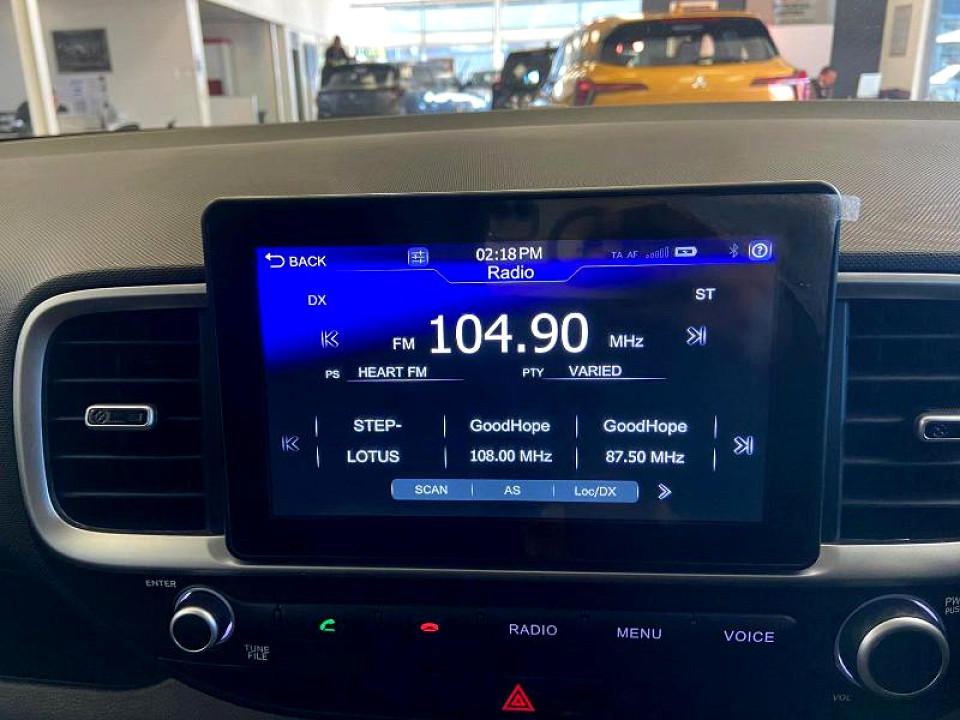 BACK
02:18 PM
TA AF
Radio
DX
ST
FM 104.90 MHz
PS HEART FM PTY VARIED
STEP- GoodHope GoodHope
LOTUS 108.00 MHz 87.50 MHz
SCAN AS Loc/DX
ENTER
TUNE
FILE
RADIO MENU VOICE
VOL